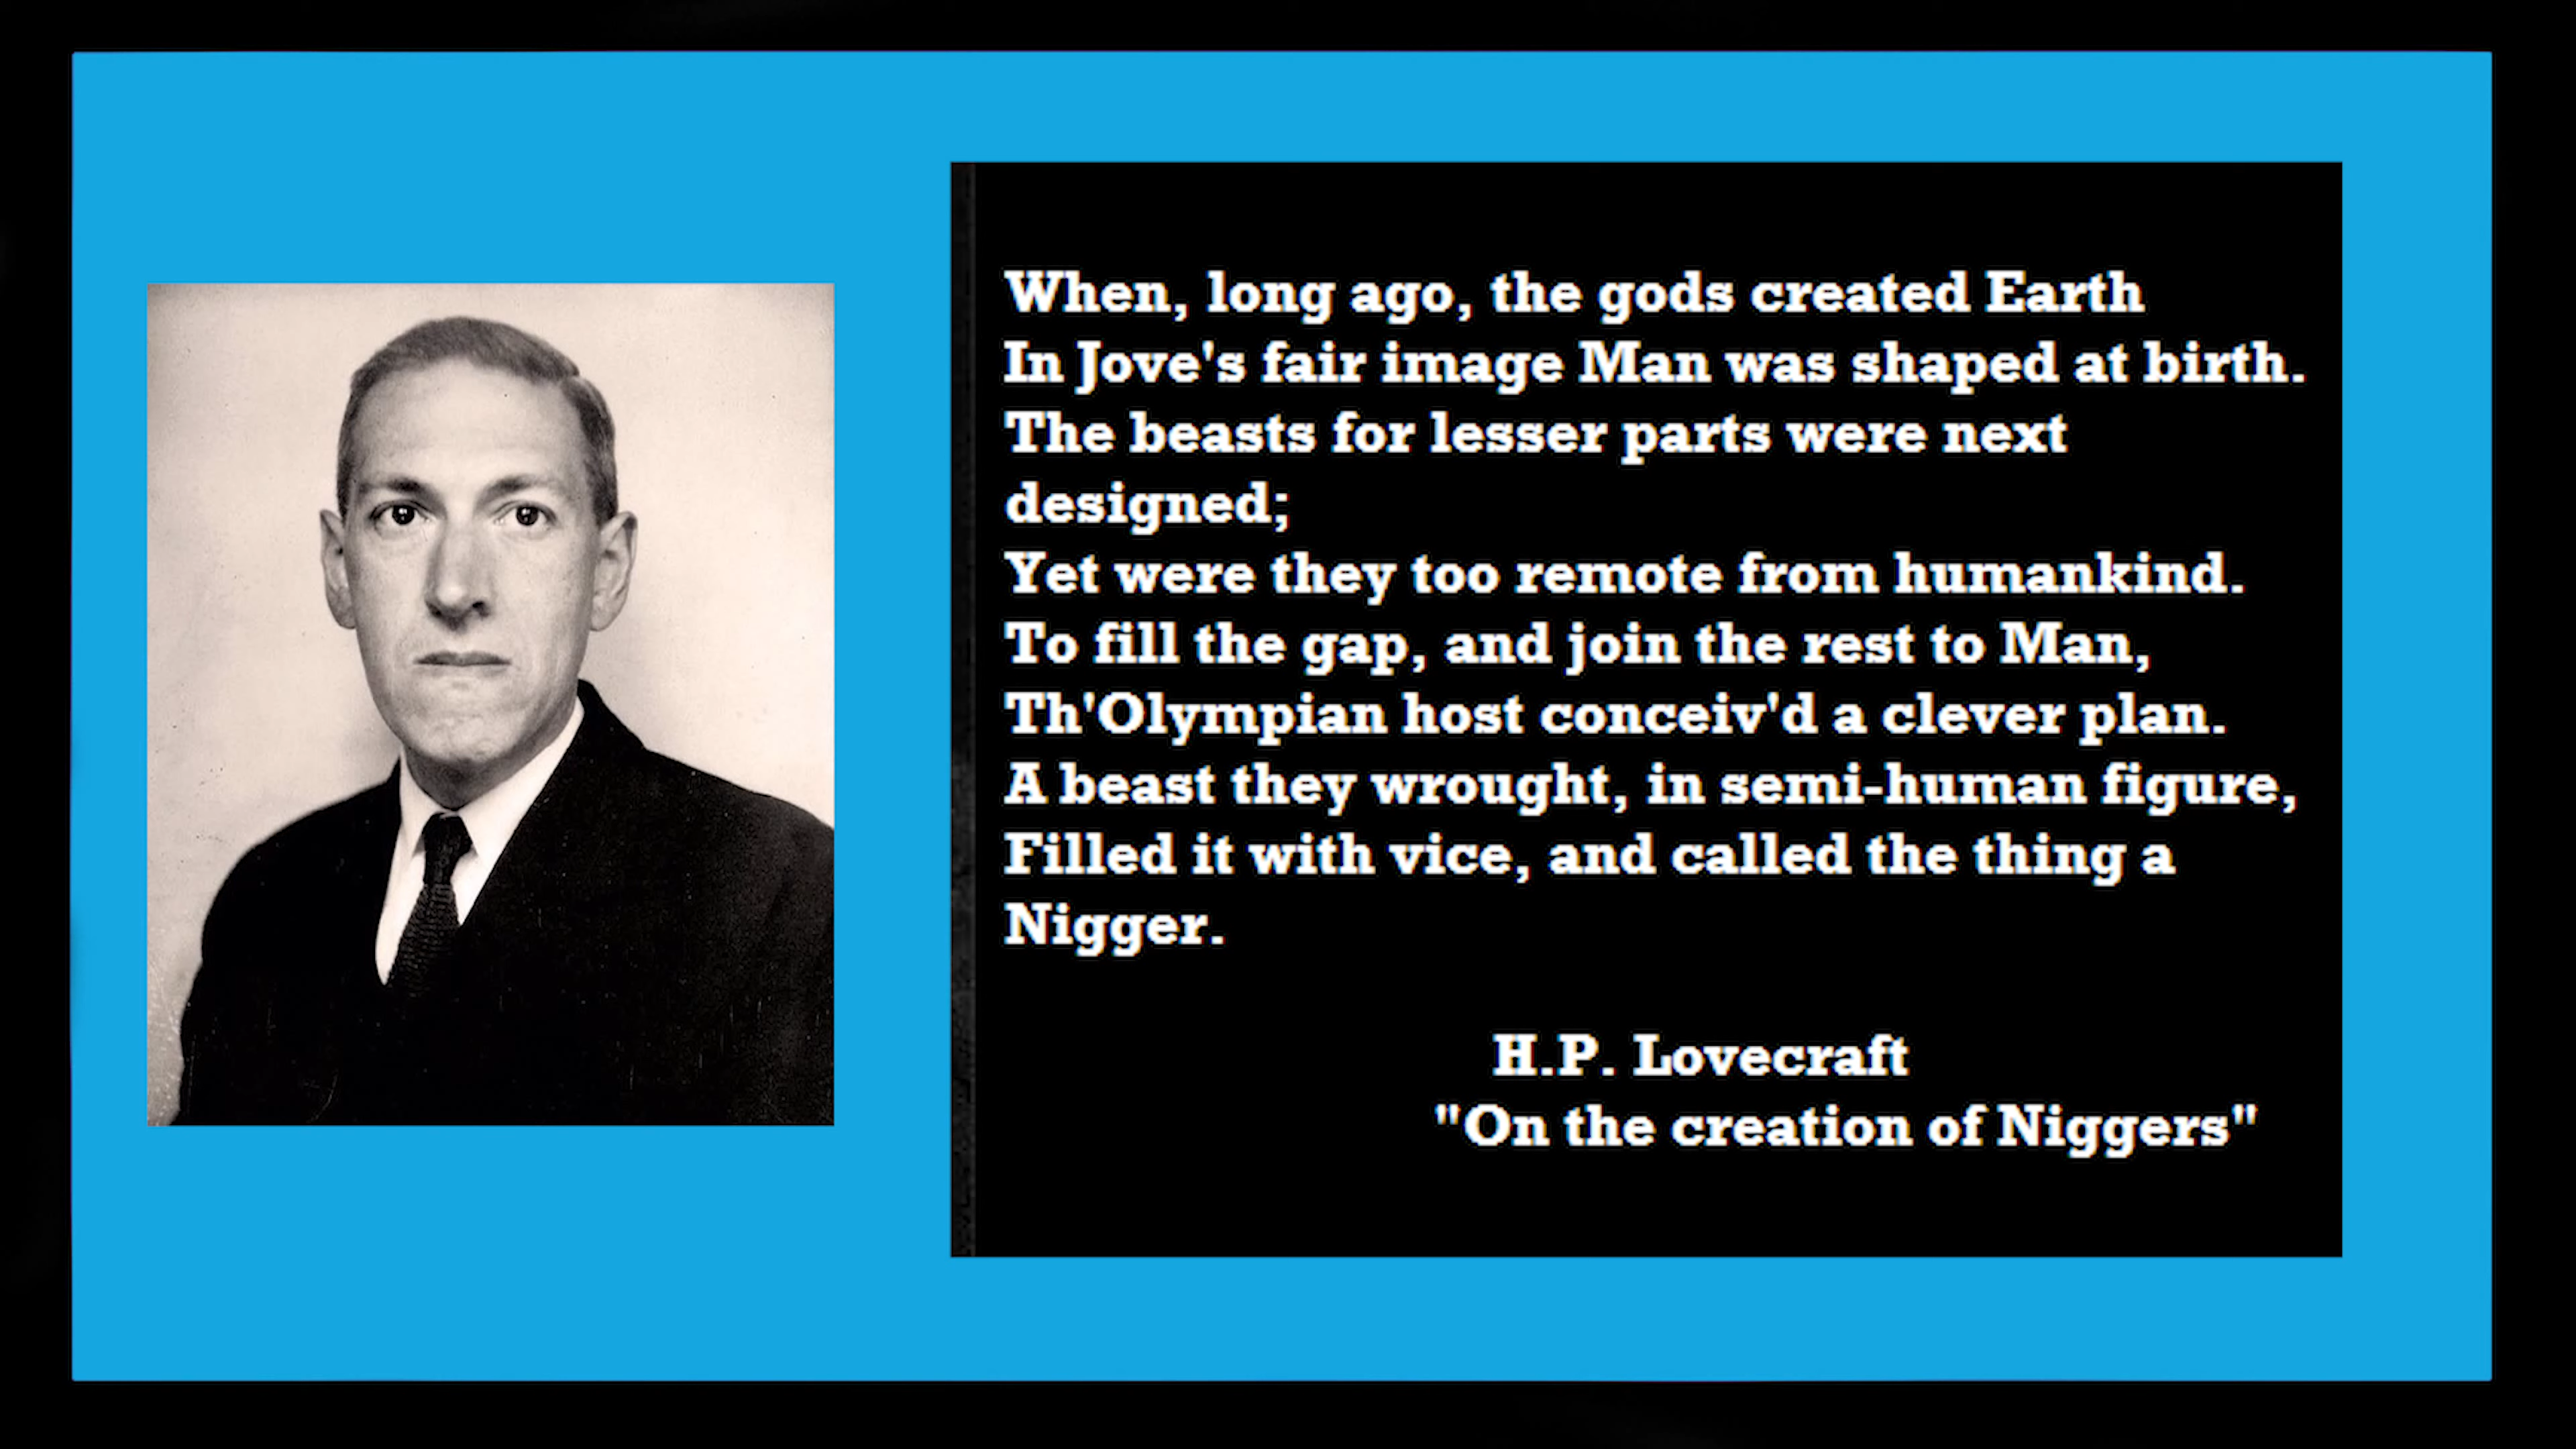 When, long ago, the gods created Earth
In Jove's fair image Man was shaped at birth.
The beasts for lesser parts were next
designed;
Yet were they too remote from humankind.
To fill the gap, and join the rest to Man,
Th'Olympian host conceiv'd a clever plan.
A beast they wrought, in semi-human figure,
Filled it with vice, and called the thing a
Nigger.
H.P. Lovecraft
"On the creation of Niggers"